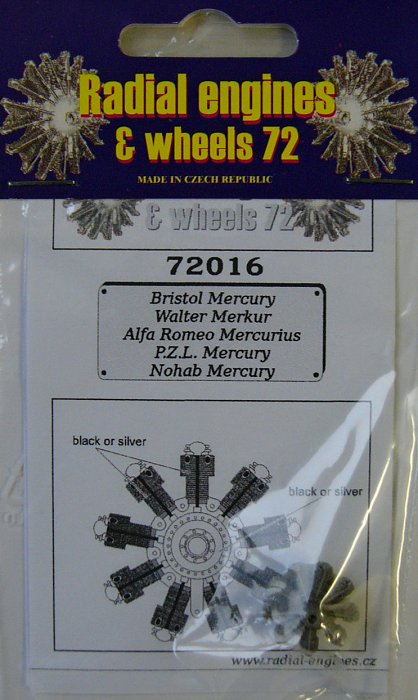 Radial engines
& wheels 72
MADE IN CZECH REPUBLIC
& wheels 72
72016
Bristol Mercury
Walter Merkur
Alfa Romeo Mercurius
P.Z.L. Mercury
Nohab Mercury
black or silver
black or silver
www.radial-engines.cz